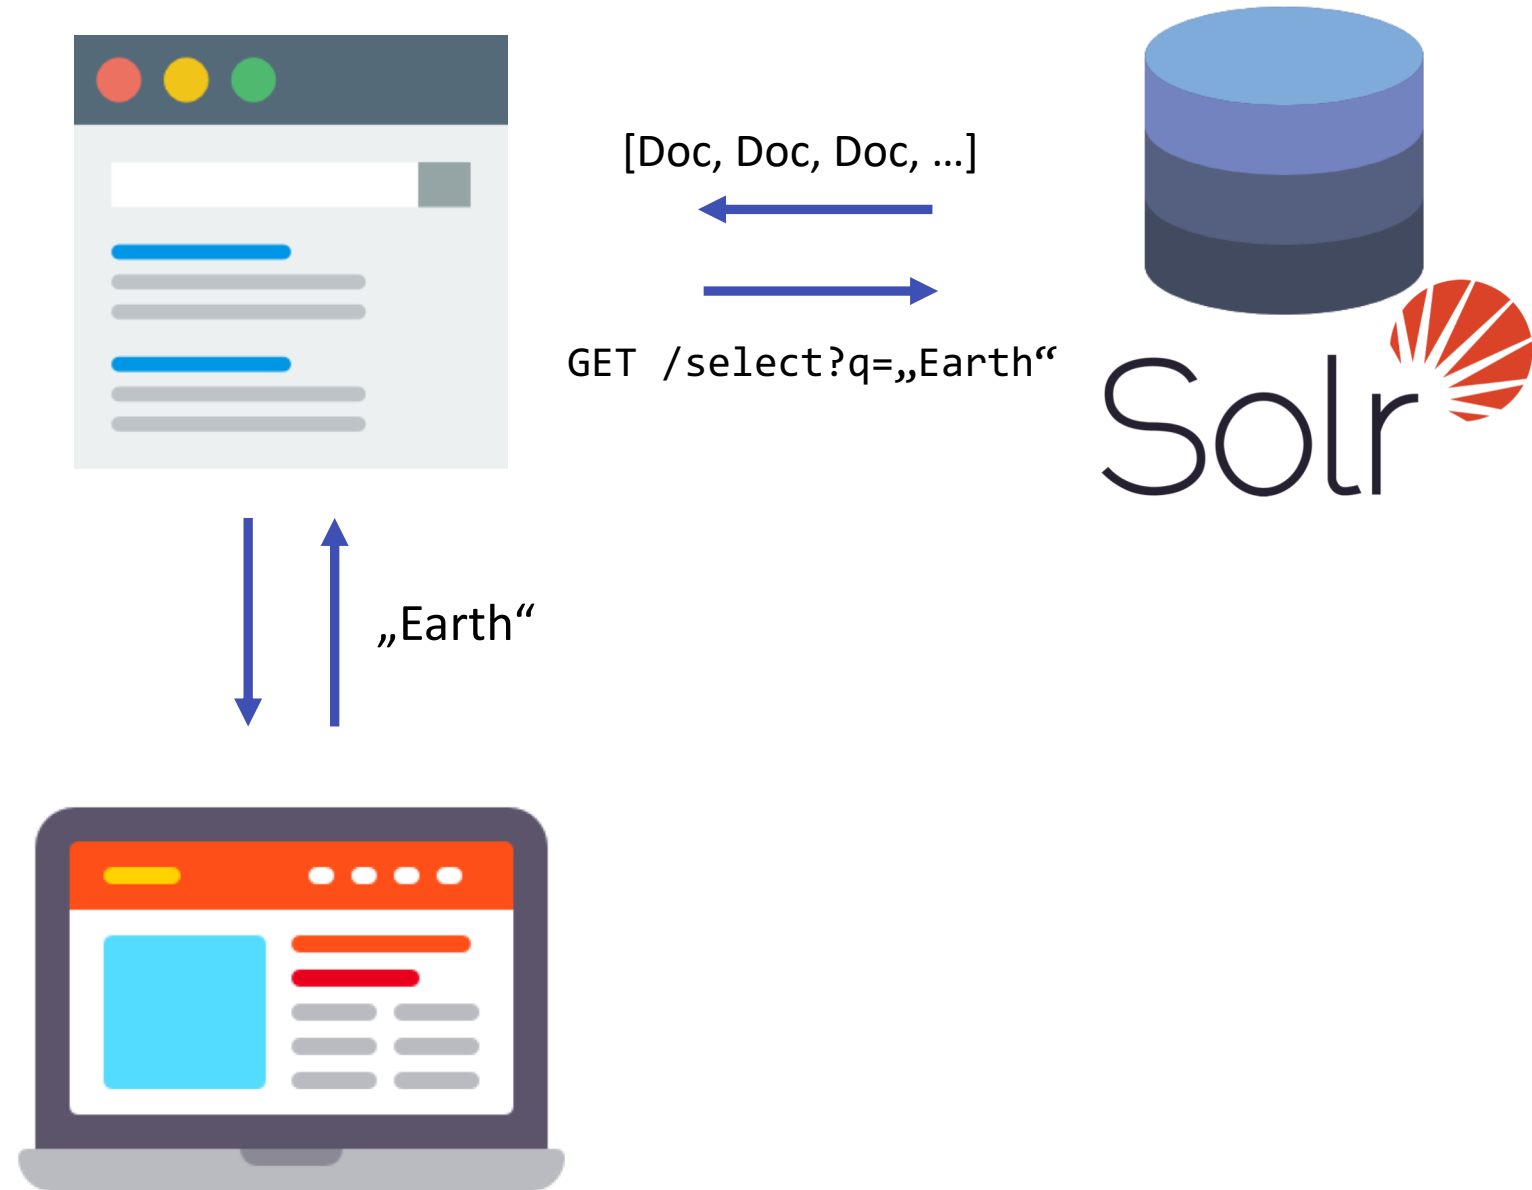 [Doc, Doc, Doc, …]
GET /select?q=„Earth“
Solr
„Earth“